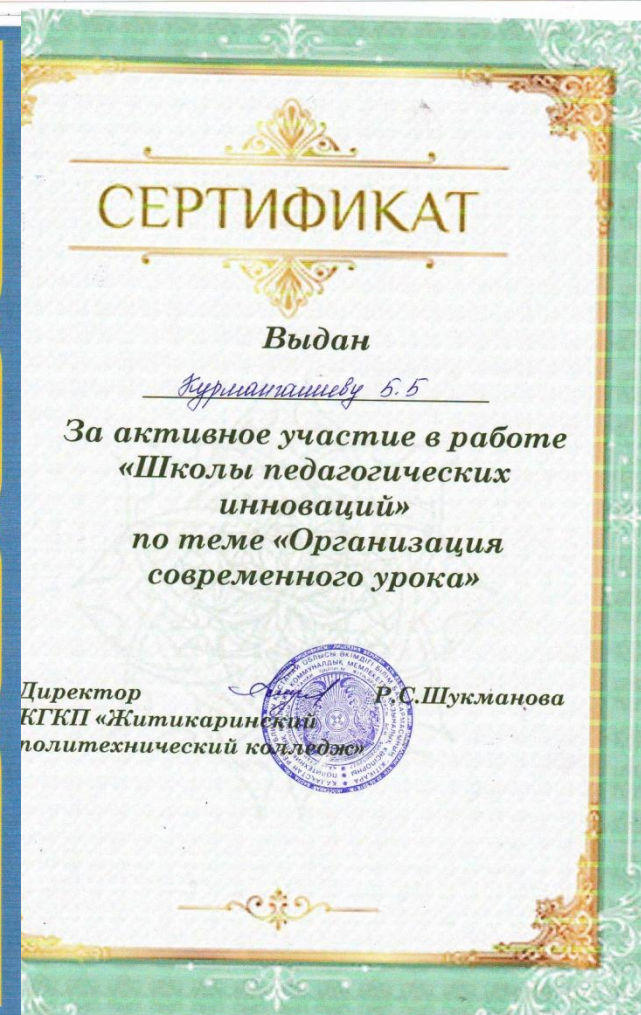 СЕРТИФИКАТ
Выдан
Курмангалиеву Б.Б
За активное участие в работе
«Школы педагогических
инноваций»
по теме «Организация
современного урока»
Директор Р.С.Шукманова
КГКП «Житикаринский
политехнический колледж»